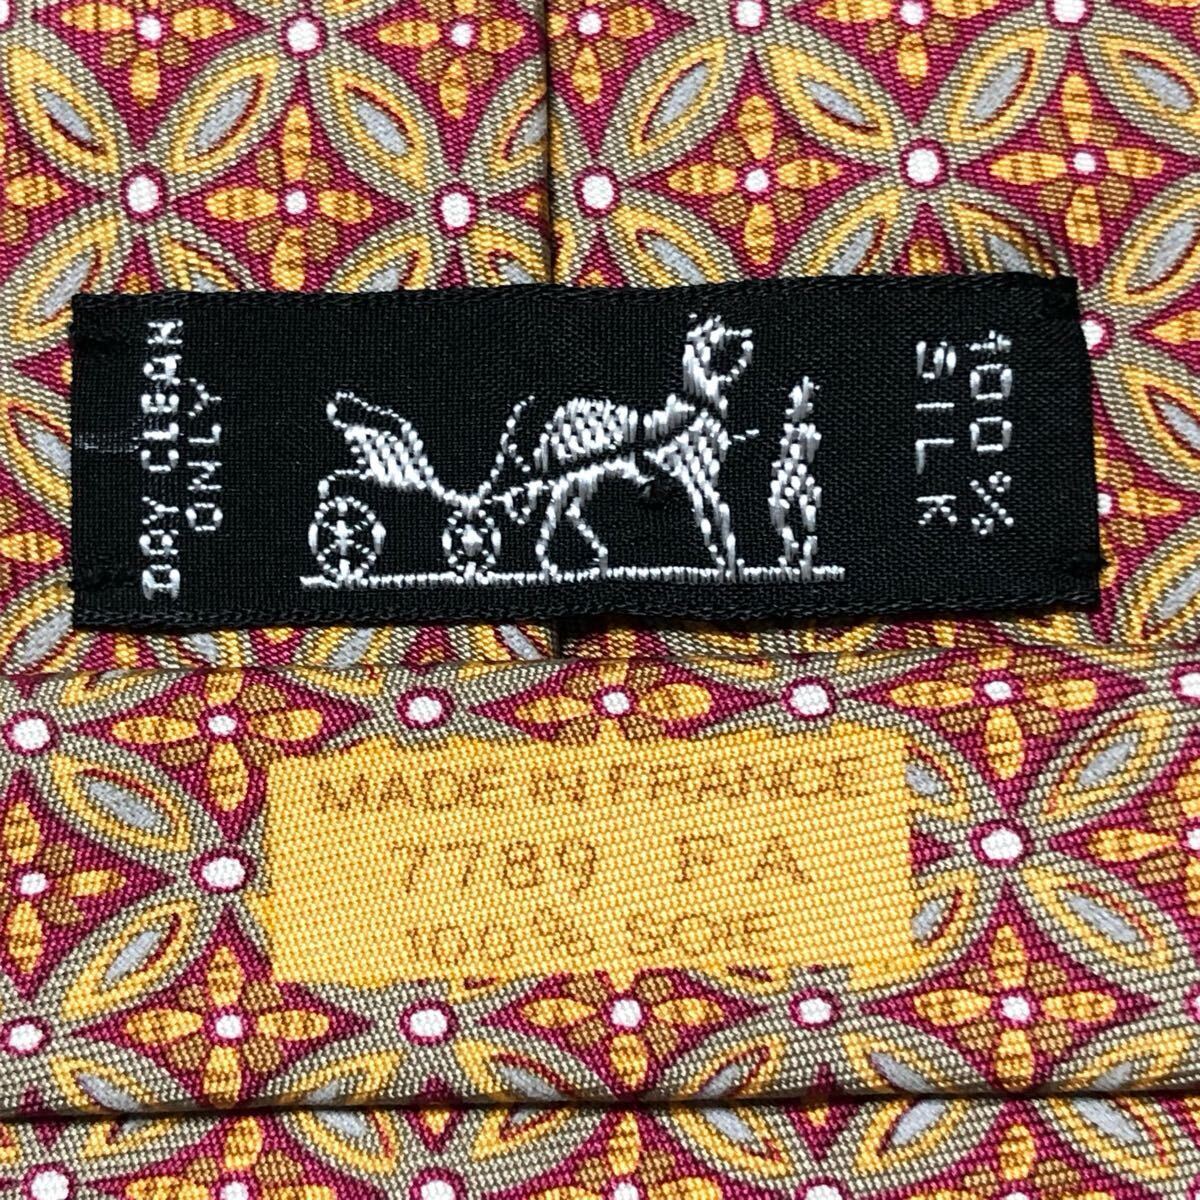 DRY CLEAN
ONLY
100%
SILK
MADE IN FRANCE
7789 FA
100% SOIE